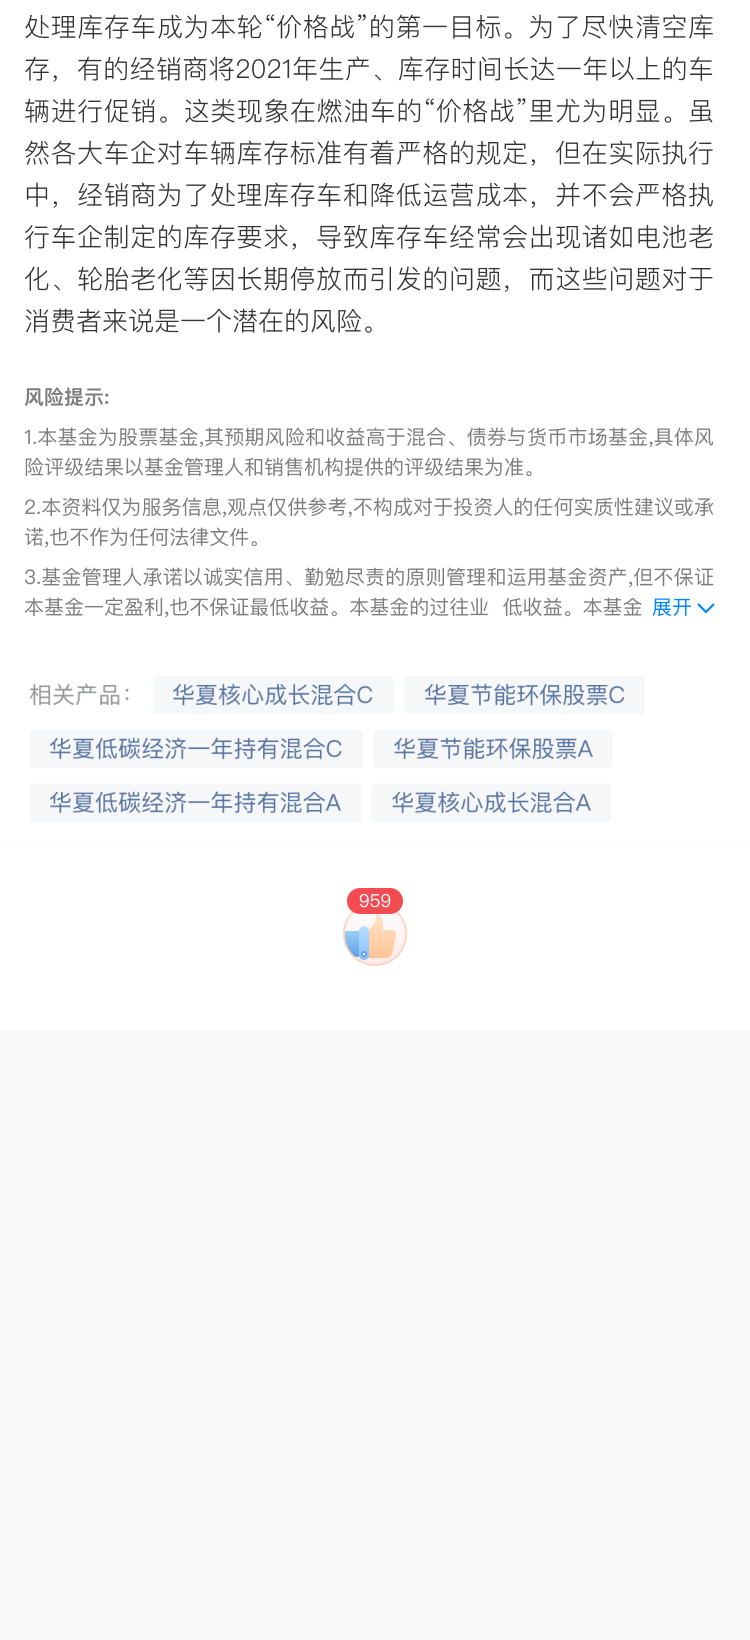 处理库存车成为本轮“价格战”的第一目标。为了尽快清空库
存，有的经销商将2021年生产、库存时间长达一年以上的车
辆进行促销。这类现象在燃油车的“价格战”里尤为明显。虽
然各大车企对车辆库存标准有着严格的规定，但在实际执行
中，经销商为了处理库存车和降低运营成本，并不会严格执
行车企制定的库存要求，导致库存车经常会出现诸如电池老
化、轮胎老化等因长期停放而引发的问题，而这些问题对于
消费者来说是一个潜在的风险。
风险提示:
1.本基金为股票基金,其预期风险和收益高于混合、债券与货币市场基金,具体风
险评级结果以基金管理人和销售机构提供的评级结果为准。
2.本资料仅为服务信息,观点仅供参考,不构成对于投资人的任何实质性建议或承
诺,也不作为任何法律文件。
3.基金管理人承诺以诚实信用、勤勉尽责的原则管理和运用基金资产,但不保证
本基金一定盈利,也不保证最低收益。本基金的过往业 低收益。本基金 展开
相关产品： 华夏核心成长混合C 华夏节能环保股票C
华夏低碳经济一年持有混合C 华夏节能环保股票A
华夏低碳经济一年持有混合A 华夏核心成长混合A
959